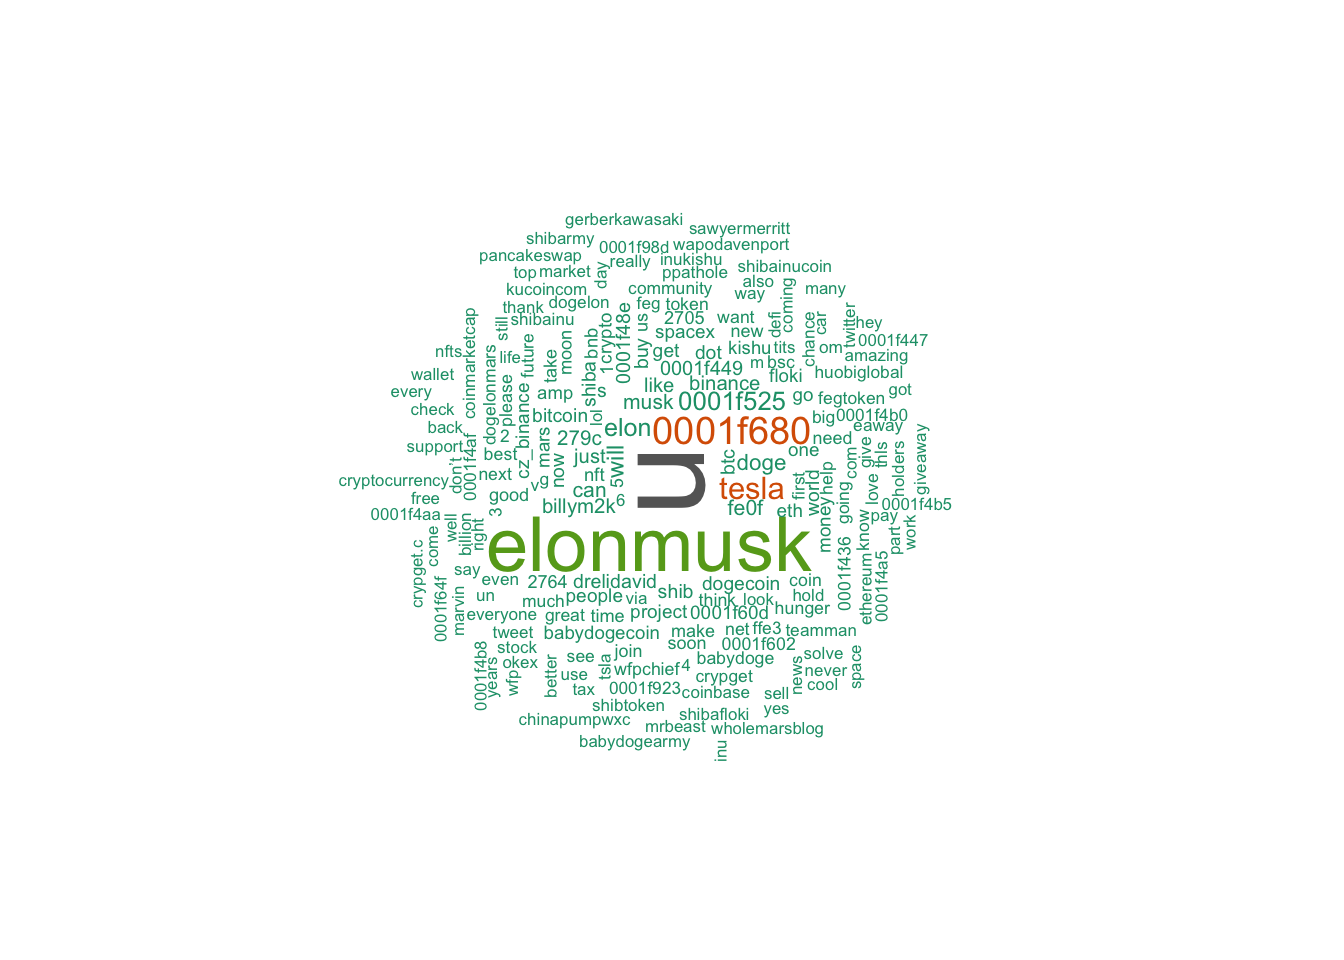 gerberkawasaki
sawyermerritt
shibarmy
0001f98d
wapodavenport
pancakeswap
really
inukishu
top
market
day
ppathole
shibainucoin
kucoincom
community
also
way
coming
many
thank
dogelon
feg
token
shibainu
still
crypto
0001f48e
us
2705
want
defi
chance
car
twitter
hey
coinmarketcap
spacex
new
0001f447
nfts
life
future
take
moon
shiba
bnb
1
buy
get
dot
kishu
tits
om
amazing
wallet
dogelonmars
please
0001f449
m
bsc
floki
huobiglobal
every
binance
amp
s
like
binance
go
fegtoken
got
check
bitcoin
lol
musk
0001f525
big
0001f4b0
back
2
279c
elon
0001f680
need
eaway
support
0001f4af
best
cz_
mars
now
just
will
btc
doge
one
com
give
this
holders
giveaway
cryptocurrency
don't
next
v
g
nft
5
u
tesla
first
world
help
going
love
free
good
can
6
0001f4b5
0001f4aa
3
billym2k
fe0f
eth
money
know
pay
part
work
well
billion
right
elonmusk
crypget.c
come
0001f64f
say
0001f436
ethereum
0001f4a5
even
2764
drelidavid
dogecoin
coin
marvin
un
much
people
via
shib
think
look
hold
everyone
great
time
project
0001f60d
hunger
tweet
babydogecoin
make
net
ffe3
teamman
stock
join
soon
0001f602
0001f4b8
years
okex
wfp
see
tsla
wfpchief
4
babydoge
news
solve
never
space
better
use
crypget
cool
tax
0001f923
coinbase
sell
shibtoken
yes
chinapumpwxc
shibafloki
mrbeast
wholemarsblog
babydogearmy
inu